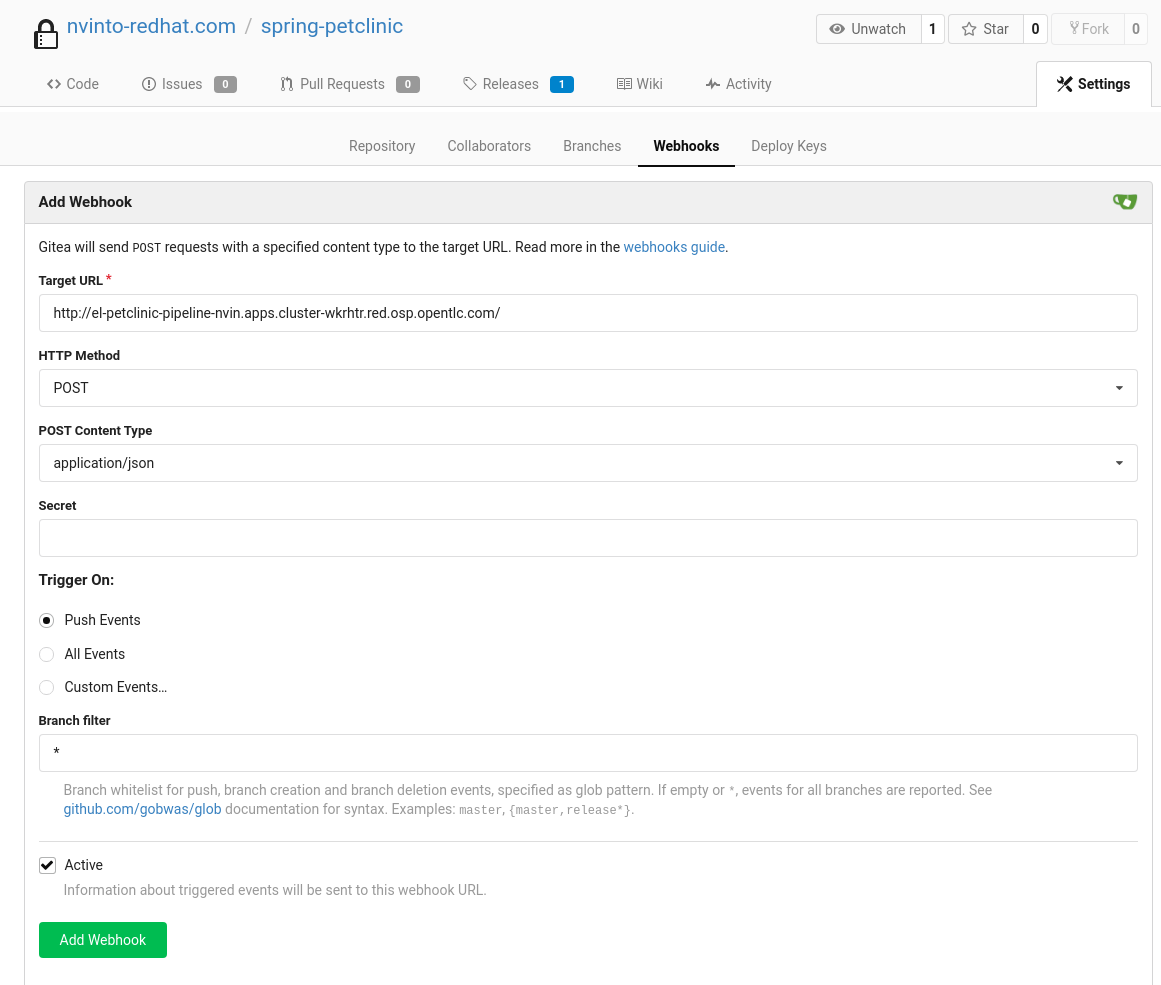 nvinto-redhat.com / spring-petclinic
Unwatch 1 Star 0 Fork 0
Code Issues 0 Pull Requests 0 Releases 1 Wiki Activity Settings
Repository Collaborators Branches Webhooks Deploy Keys
Add Webhook
Gitea will send POST requests with a specified content type to the target URL. Read more in the webhooks guide.
Target URL *
http://el-petclinic-pipeline-nvin.apps.cluster-wkrhtr.red.osp.opentlc.com/
HTTP Method
POST
POST Content Type
application/json
Secret
Trigger On:
Push Events
All Events
Custom Events…
Branch filter
*
Branch whitelist for push, branch creation and branch deletion events, specified as glob pattern. If empty or *, events for all branches are reported. See
github.com/gobwas/glob documentation for syntax. Examples: master, {master,release*}.
Active
Information about triggered events will be sent to this webhook URL.
Add Webhook